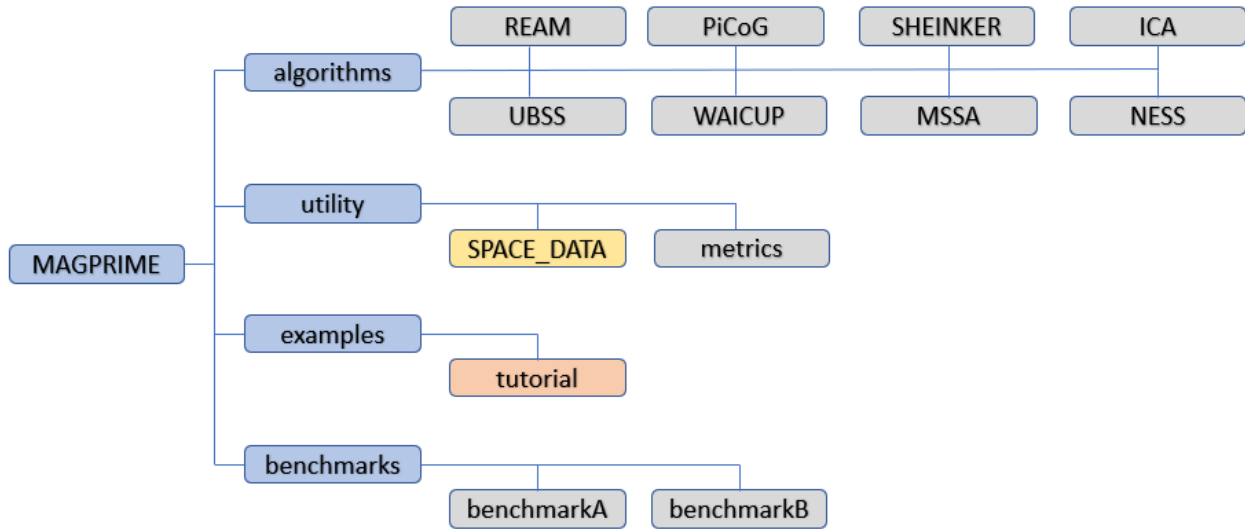 REAM
PiCoG
SHEINKER
ICA
algorithms
UBSS
WAICUP
MSSA
NESS
utility
SPACE_DATA
metrics
MAGPRIME
examples
tutorial
benchmarks
benchmarkA
benchmarkB